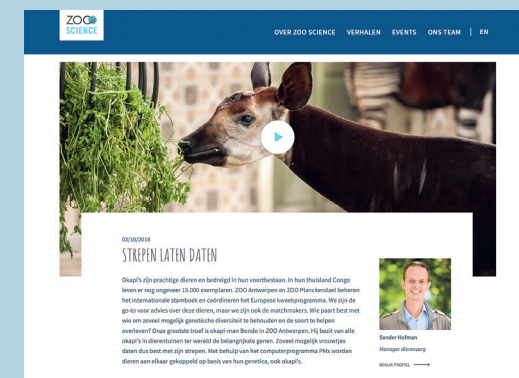 ZOO
SCIENCE
OVER ZOO SCIENCE VERHALEN EVENTS ONS TEAM | EN
03/10/2018
STREPEN LATEN DATEN
Okapi's zijn prachtige dieren en bedreigd in hun voortbestaan. In hun thuisland Congo
leven er nog ongeveer 15.000 exemplaren. ZOO Antwerpen en ZOO Planckendael beheren
het internationale stamboek en coördineren het Europese kweekprogramma. We zijn de
go-to voor advies over dieren, maar we zijn ook de matchmakers. Wie paart best met
wie om zoveel mogelijk genetische diversiteit te behouden en de soort te helpen
overleven? Onze grootste troef is okapi-man Bondo in ZOO Antwerpen. Hij bezit van alle
okapi's in dierentuinen ter wereld de belangrijkste genen. Zoveel mogelijk vrouwtjes
daten dus best met zijn strepen. Met behulp van het computerprogramma PMx worden
dieren aan elkaar gekoppeld op basis van hun genetica, ook okapi's.
Sander Hofman
Manager dierenzorg
BEKIJK PROFIEL